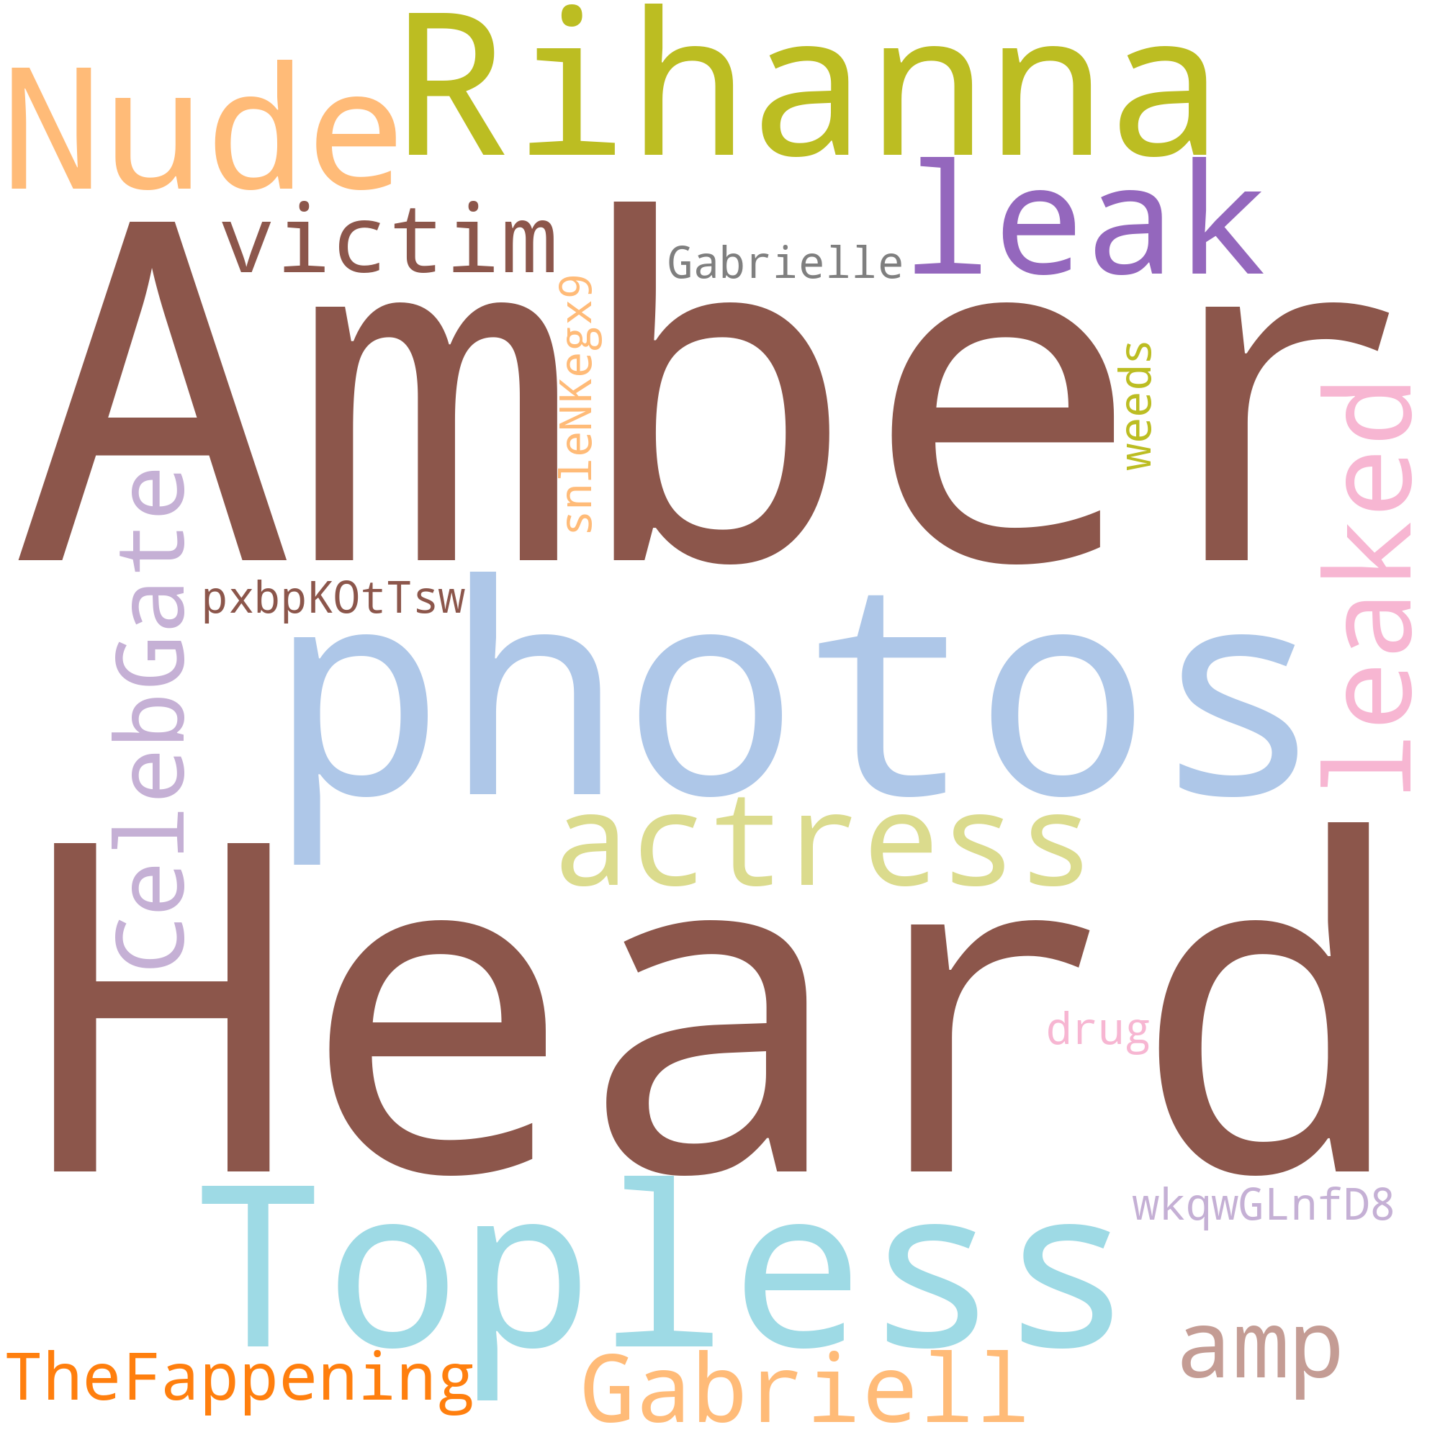 Rihanna
Nude
leak
victim
Gabrielle
Amber
snleNKegx9
weeds
leaked
CelebGate
pxbpKOtTsw
photos
actress
Heard
drug
Topless
wkqwGLnfD8
amp
TheFappening
Gabriell